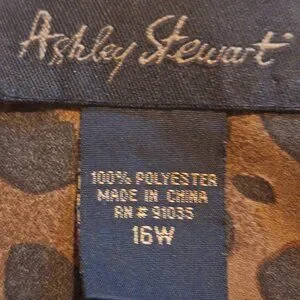 Ashley Stewart
100% POLYESTER
MADE IN CHINA
RN # 91035
16W